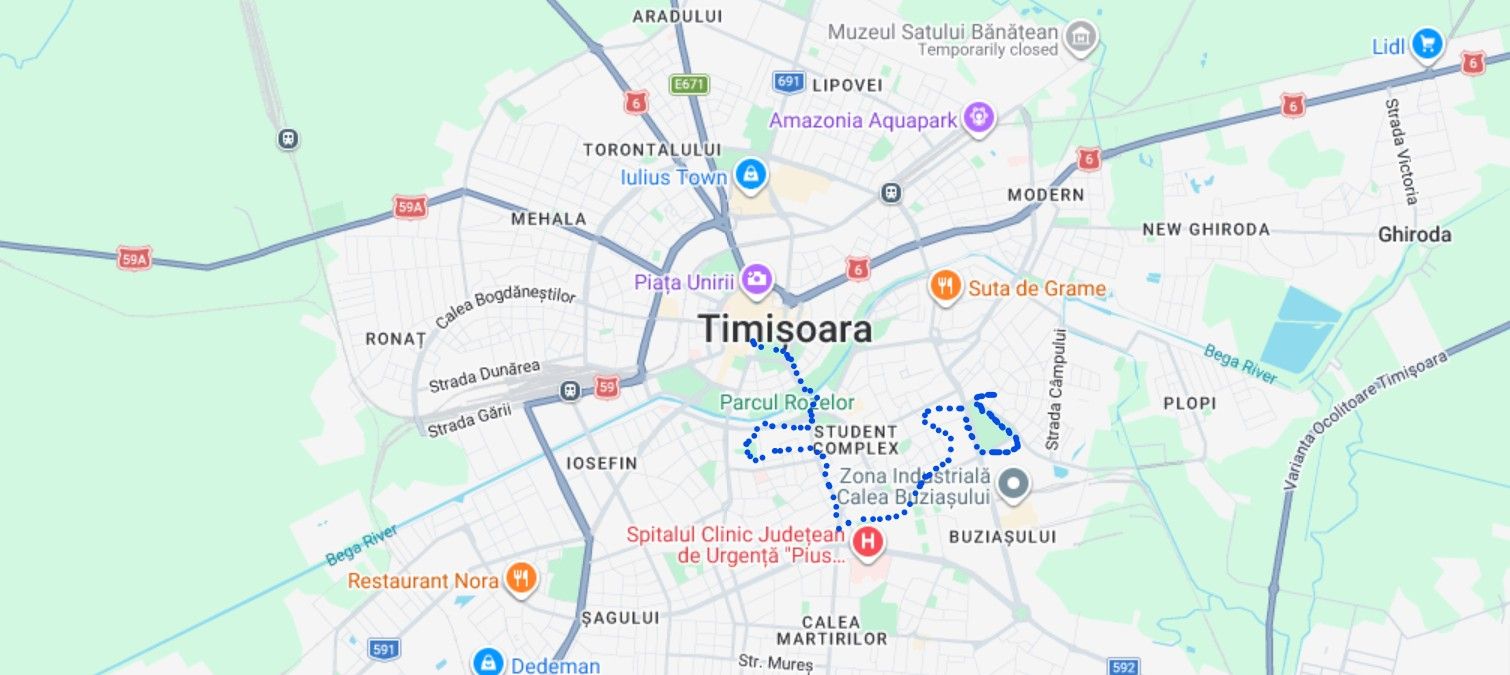 ARADULUI
Muzeul Satului Bănățean
Temporarily closed
Lidl
6
E671
691
LIPOVEI
6
6
Amazonia Aquapark
Strada Victoria
TORONTALULUI
Iulius Town
6
MODERN
59A
MEHALA
NEW GHIRODA
Ghiroda
59A
Piața Unirii
6
Suta de Grame
Calea Bogdăneștilor
Timișoara
RONAȚ
Bega River
Strada Dunărea
59
Strada Gării
Parcul Rozelor
Strada Câmpului
PLOPI
Varianta Ocolitoare Timișoara
STUDENT
COMPLEX
IOSEFIN
Zona Industrială
Calea Buziașului
Bega River
Spitalul Clinic Județean
de Urgență "Pius...
H
BUZIAȘULUI
Restaurant Nora
ȘAGULUI
CALEA
MARTIRILOR
591
Dedeman
Str. Mureș
592